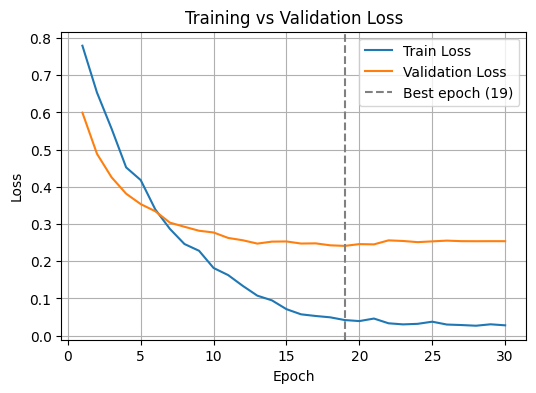 Training vs Validation Loss
Train Loss
Validation Loss
Best epoch (19)
Loss
0.8
0.7
0.6
0.5
0.4
0.3
0.2
0.1
0.0
0 5 10 15 20 25 30
Epoch